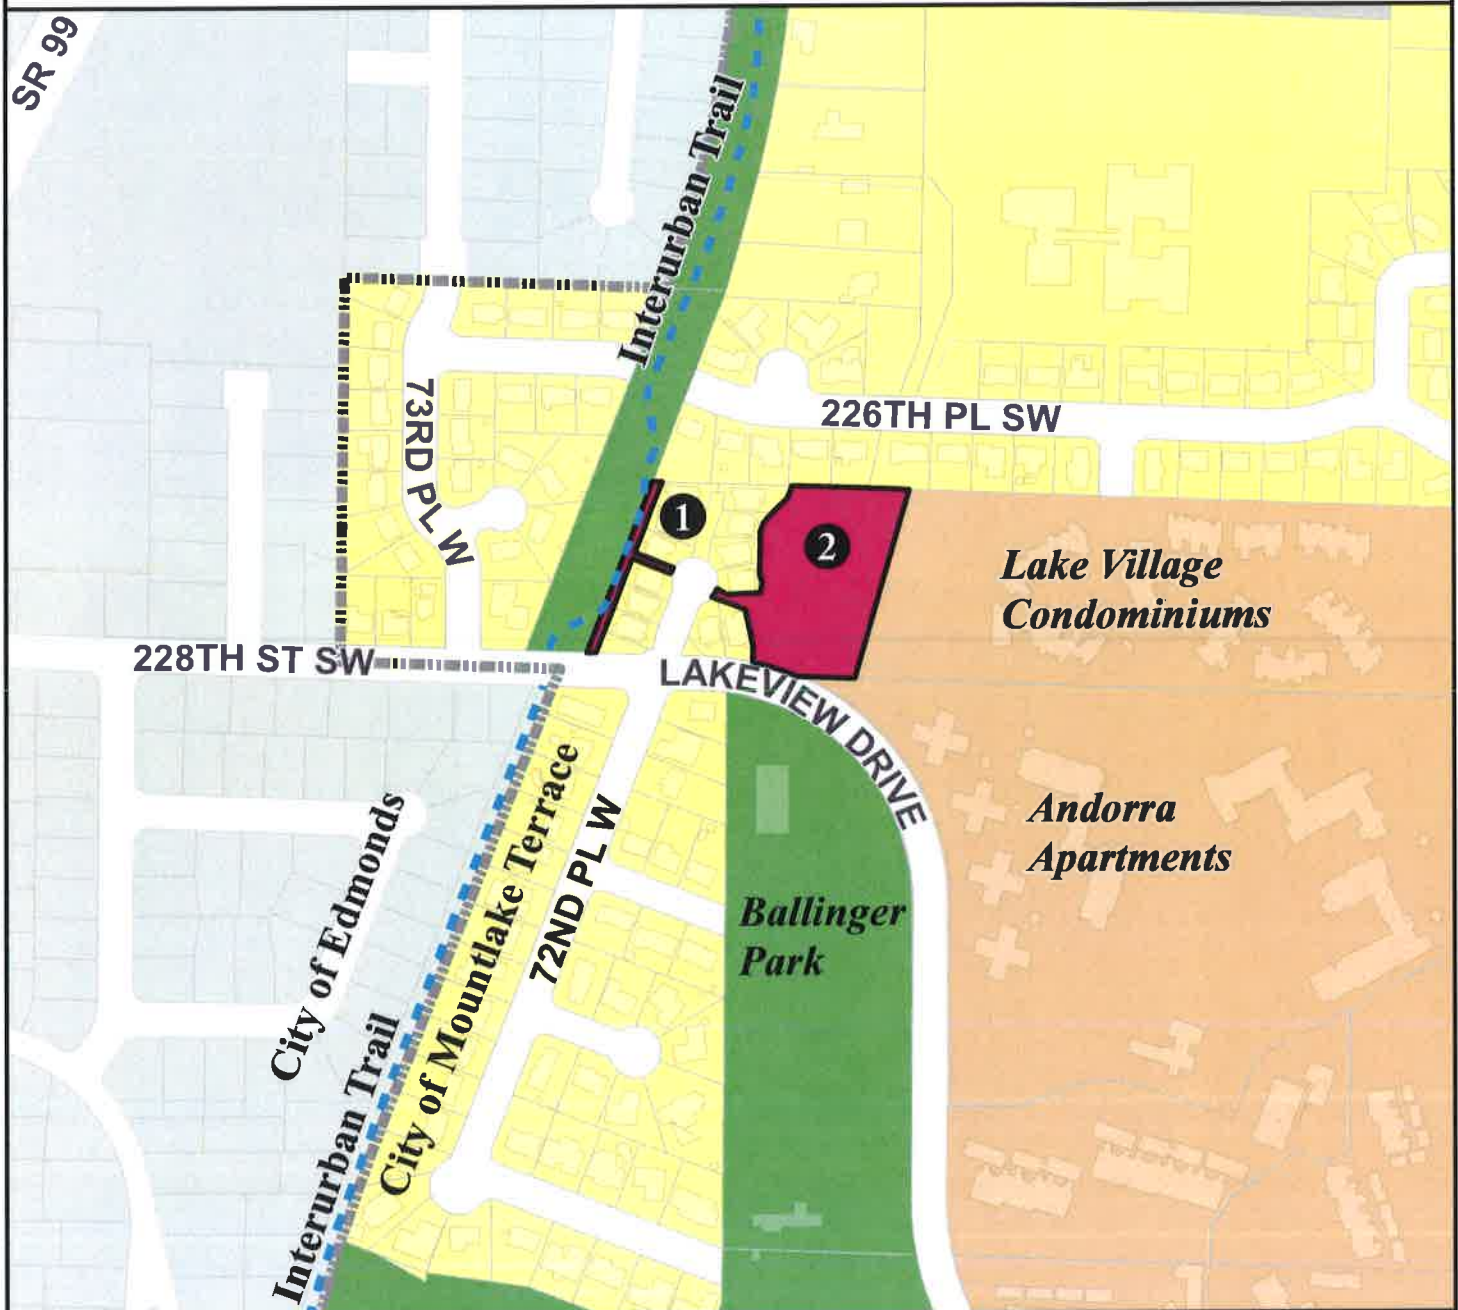 SR 99
Interurban Trail
73RD PL W
226TH PL SW
1
2
Lake Village
Condominiums
228TH ST SW
LAKEVIEW DRIVE
City of Edmonds
City of Mountlake Terrace
72ND PL W
Andorra
Apartments
Ballinger
Park
Interurban Trail